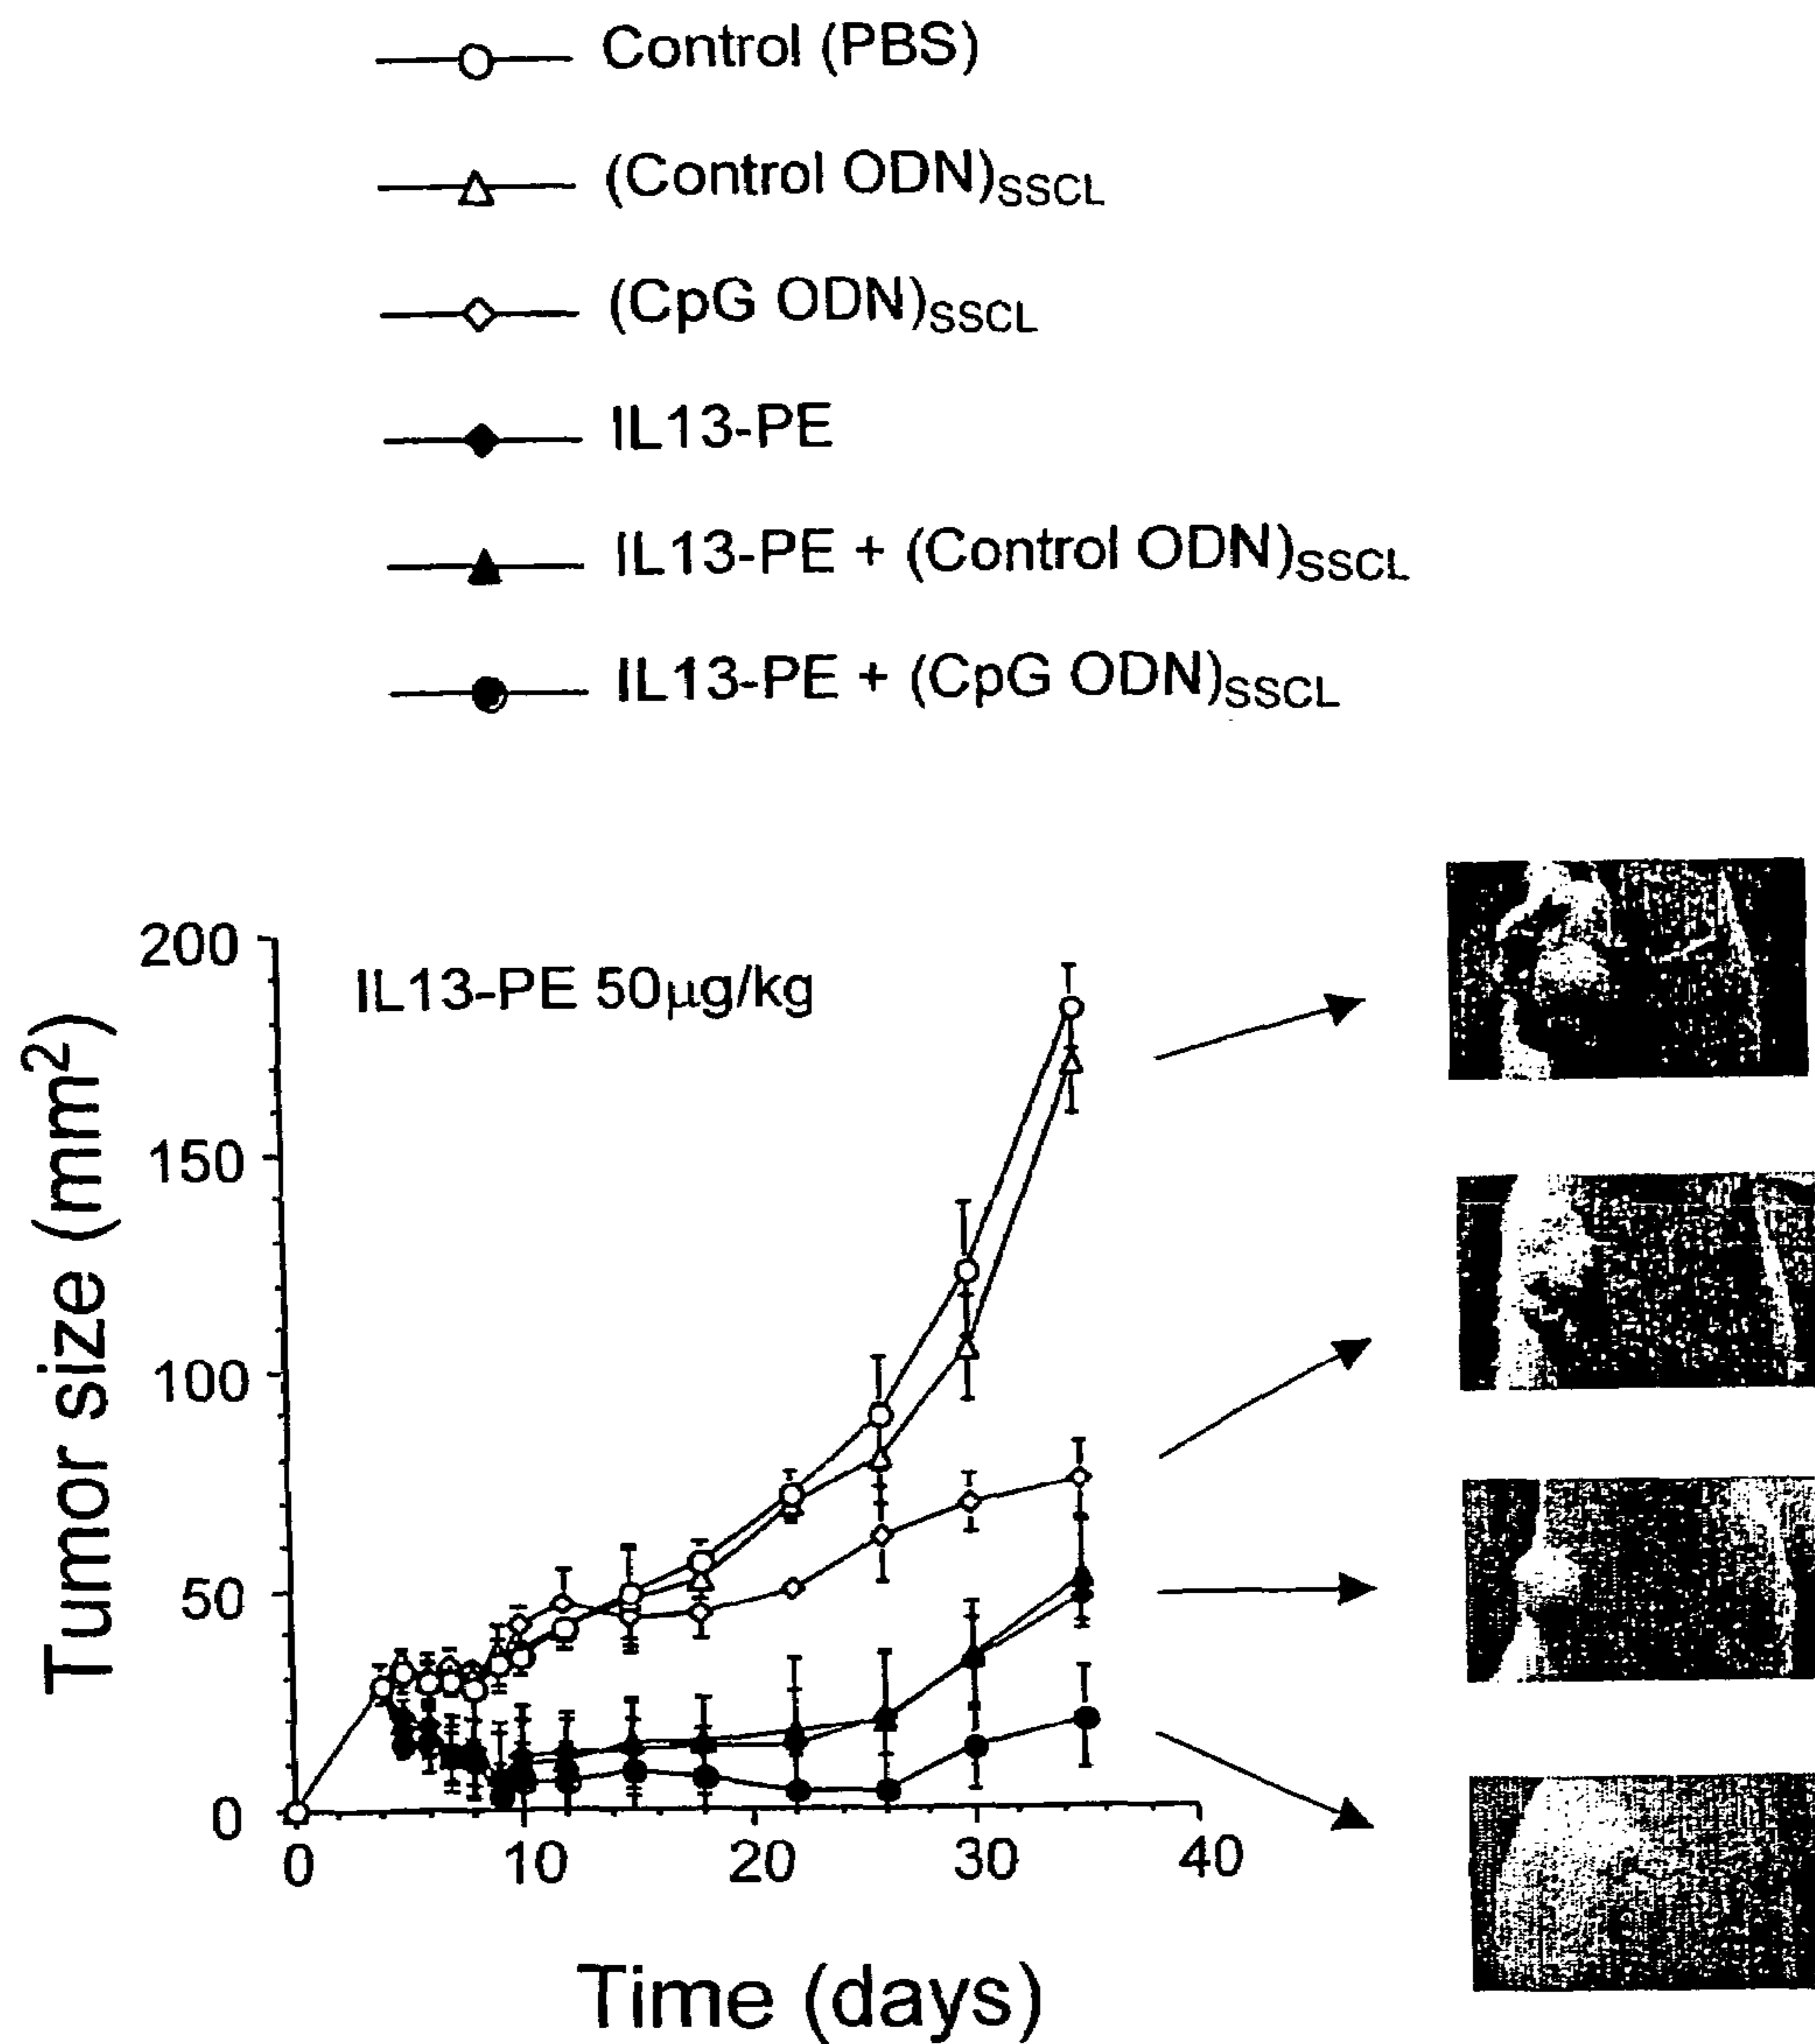 Control (PBS)
(Control ODN)SSCL
(CpG ODN)SSCL
IL13-PE
IL13-PE + (Control ODN)SSCL
IL13-PE + (CpG ODN)SSCL
IL13-PE 50μg/kg
Tumor size (mm²)
200
150
100
50
0
0 10 20 30 40
Time (days)